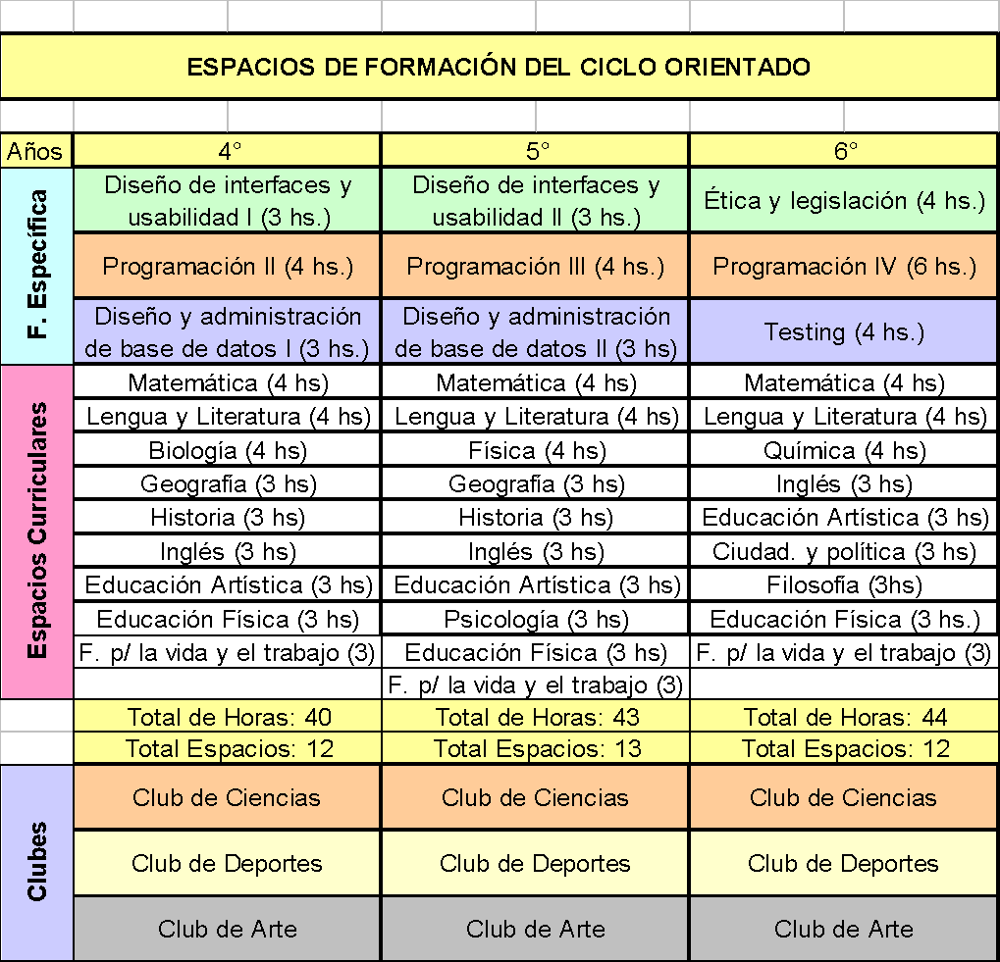 ESPACIOS DE FORMACIÓN DEL CICLO ORIENTADO
Años 4° 5° 6°
F. Específica
Diseño de interfaces y
usabilidad I (3 hs.)
Diseño de interfaces y
usabilidad II (3 hs.)
Ética y legislación (4 hs.)
Programación II (4 hs.) Programación III (4 hs.) Programación IV (6 hs.)
Diseño y administración
de base de datos I (3 hs.)
Diseño y administración
de base de datos II (3 hs)
Testing (4 hs.)
Espacios Curriculares
Matemática (4 hs) Matemática (4 hs) Matemática (4 hs)
Lengua y Literatura (4 hs) Lengua y Literatura (4 hs) Lengua y Literatura (4 hs)
Biología (4 hs) Física (4 hs) Química (4 hs)
Geografía (3 hs) Geografía (3 hs) Inglés (3 hs)
Historia (3 hs) Historia (3 hs) Educación Artística (3 hs)
Inglés (3 hs) Inglés (3 hs) Ciudad. y política (3 hs)
Educación Artística (3 hs) Educación Artística (3 hs) Filosofía (3hs)
Educación Física (3 hs) Psicología (3 hs) Educación Física (3 hs.)
F. p/ la vida y el trabajo (3) Educación Física (3 hs) F. p/ la vida y el trabajo (3)
F. p/ la vida y el trabajo (3)
Total de Horas: 40 Total de Horas: 43 Total de Horas: 44
Total Espacios: 12 Total Espacios: 13 Total Espacios: 12
Clubes
Club de Ciencias Club de Ciencias Club de Ciencias
Club de Deportes Club de Deportes Club de Deportes
Club de Arte Club de Arte Club de Arte